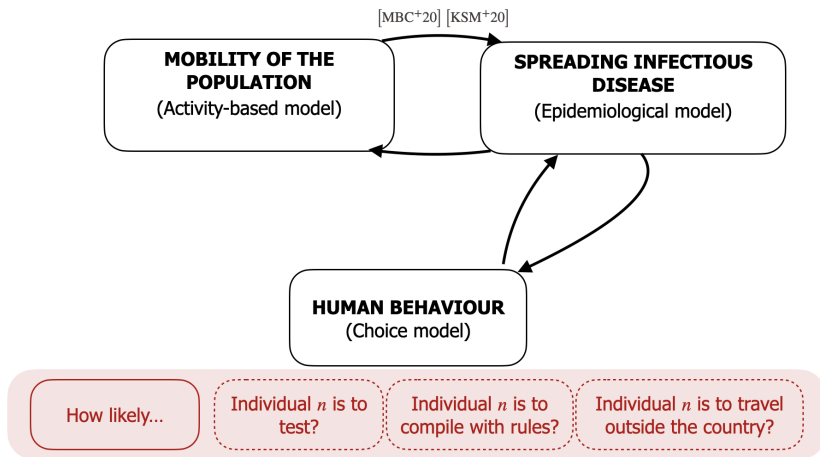 [MBC+20] [KSM+20]
MOBILITY OF THE
POPULATION
(Activity-based model)
SPREADING INFECTIOUS
DISEASE
(Epidemiological model)
HUMAN BEHAVIOUR
(Choice model)
How likely...
Individual n is to
test?
Individual n is to
compile with rules?
Individual n is to travel
outside the country?